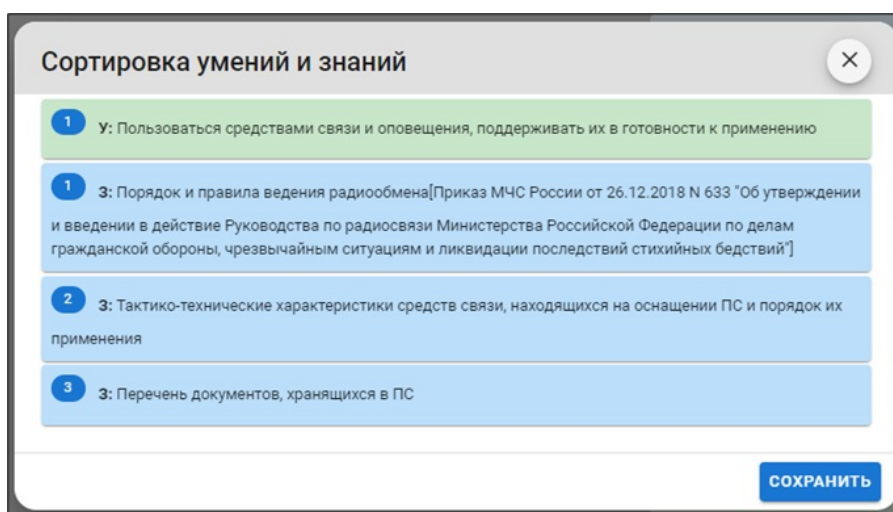 Сортировка умений и знаний
1 У: Пользоваться средствами связи и оповещения, поддерживать их в готовности к применению
1 З: Порядок и правила ведения радиообмена[Приказ МЧС России от 26.12.2018 N 633 "Об утверждении
и введении в действие Руководства по радиосвязи Министерства Российской Федерации по делам
гражданской обороны, чрезвычайным ситуациям и ликвидации последствий стихийных бедствий"]
2 З: Тактико-технические характеристики средств связи, находящихся на оснащении ПС и порядок их
применения
3 З: Перечень документов, хранящихся в ПС
СОХРАНИТЬ